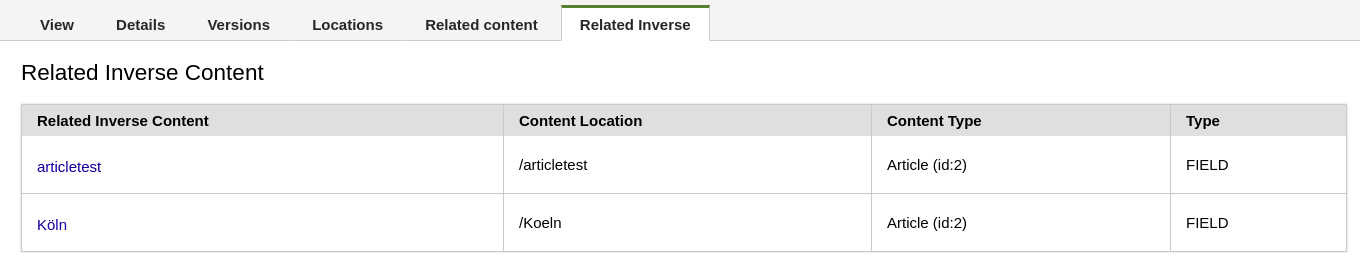 View Details Versions Locations Related content Related Inverse
Related Inverse Content
Related Inverse Content Content Location Content Type Type
articletest /articletest Article (id:2) FIELD
Köln /Koeln Article (id:2) FIELD